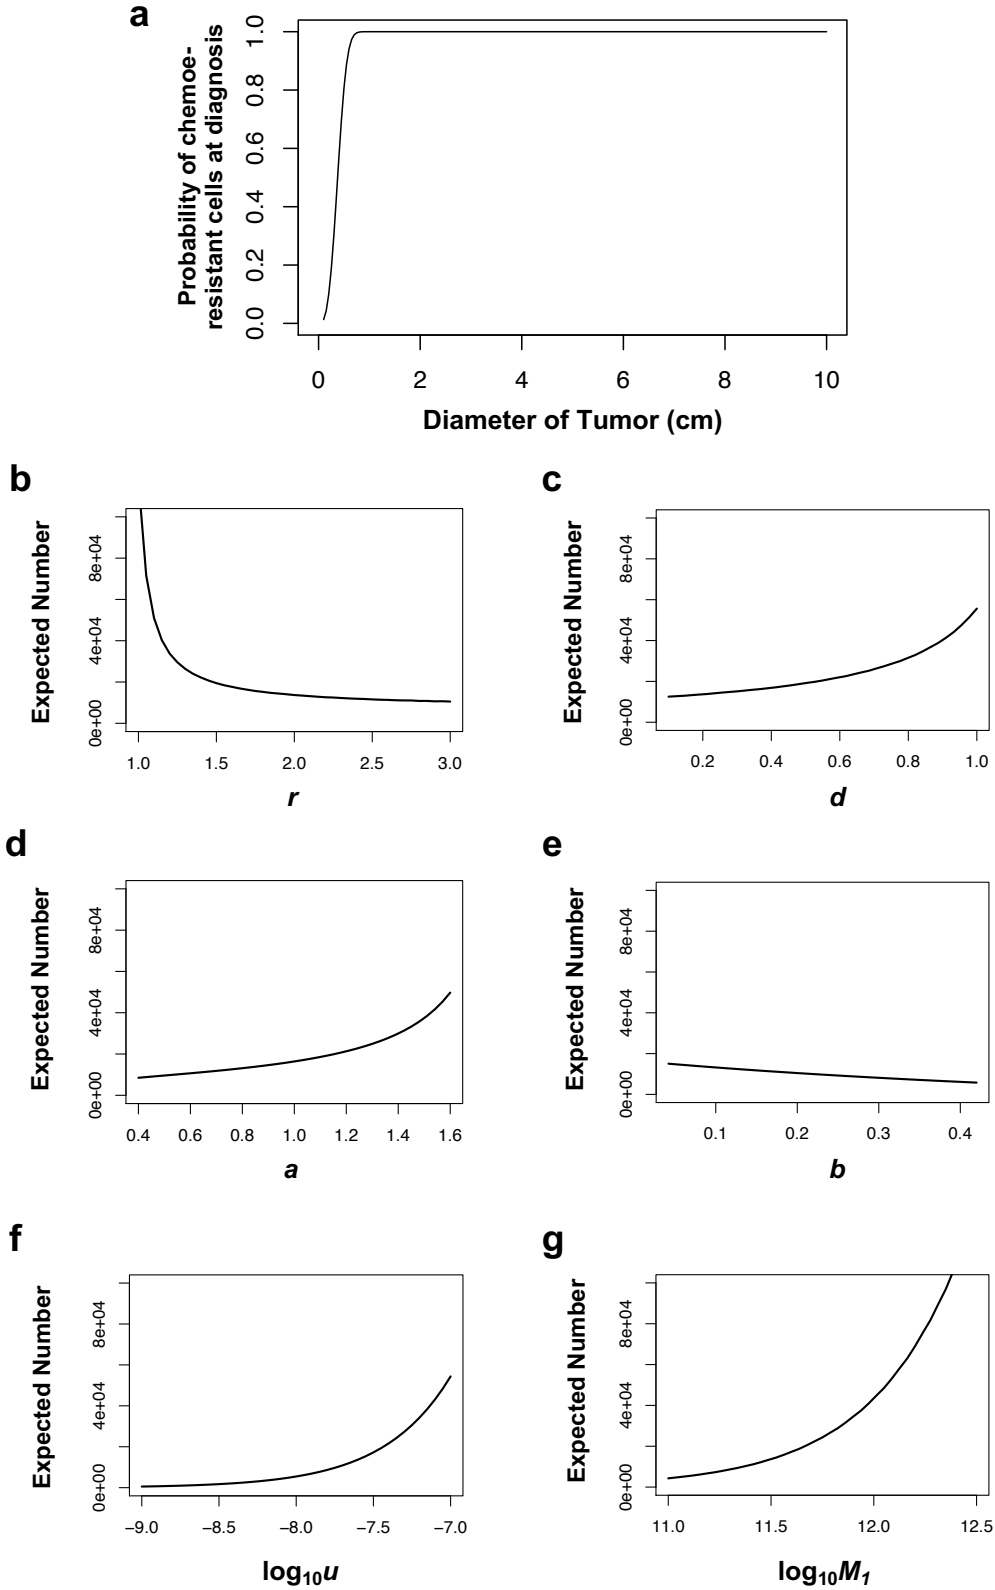 a
Probability of chemoe-
resistant cells at diagnosis
0.0 0.2 0.4 0.6 0.8 1.0
0 2 4 6 8 10
Diameter of Tumor (cm)
b
Expected Number
0e+00 4e+04 8e+04
1.0 1.5 2.0 2.5 3.0
r
c
Expected Number
0e+00 4e+04 8e+04
0.2 0.4 0.6 0.8 1.0
d
d
Expected Number
0e+00 4e+04 8e+04
0.4 0.6 0.8 1.0 1.2 1.4 1.6
a
e
Expected Number
0e+00 4e+04 8e+04
0.1 0.2 0.3 0.4
b
f
Expected Number
0e+00 4e+04 8e+04
−9.0 −8.5 −8.0 −7.5 −7.0
log₁₀u
g
Expected Number
0e+00 4e+04 8e+04
11.0 11.5 12.0 12.5
log₁₀M₁